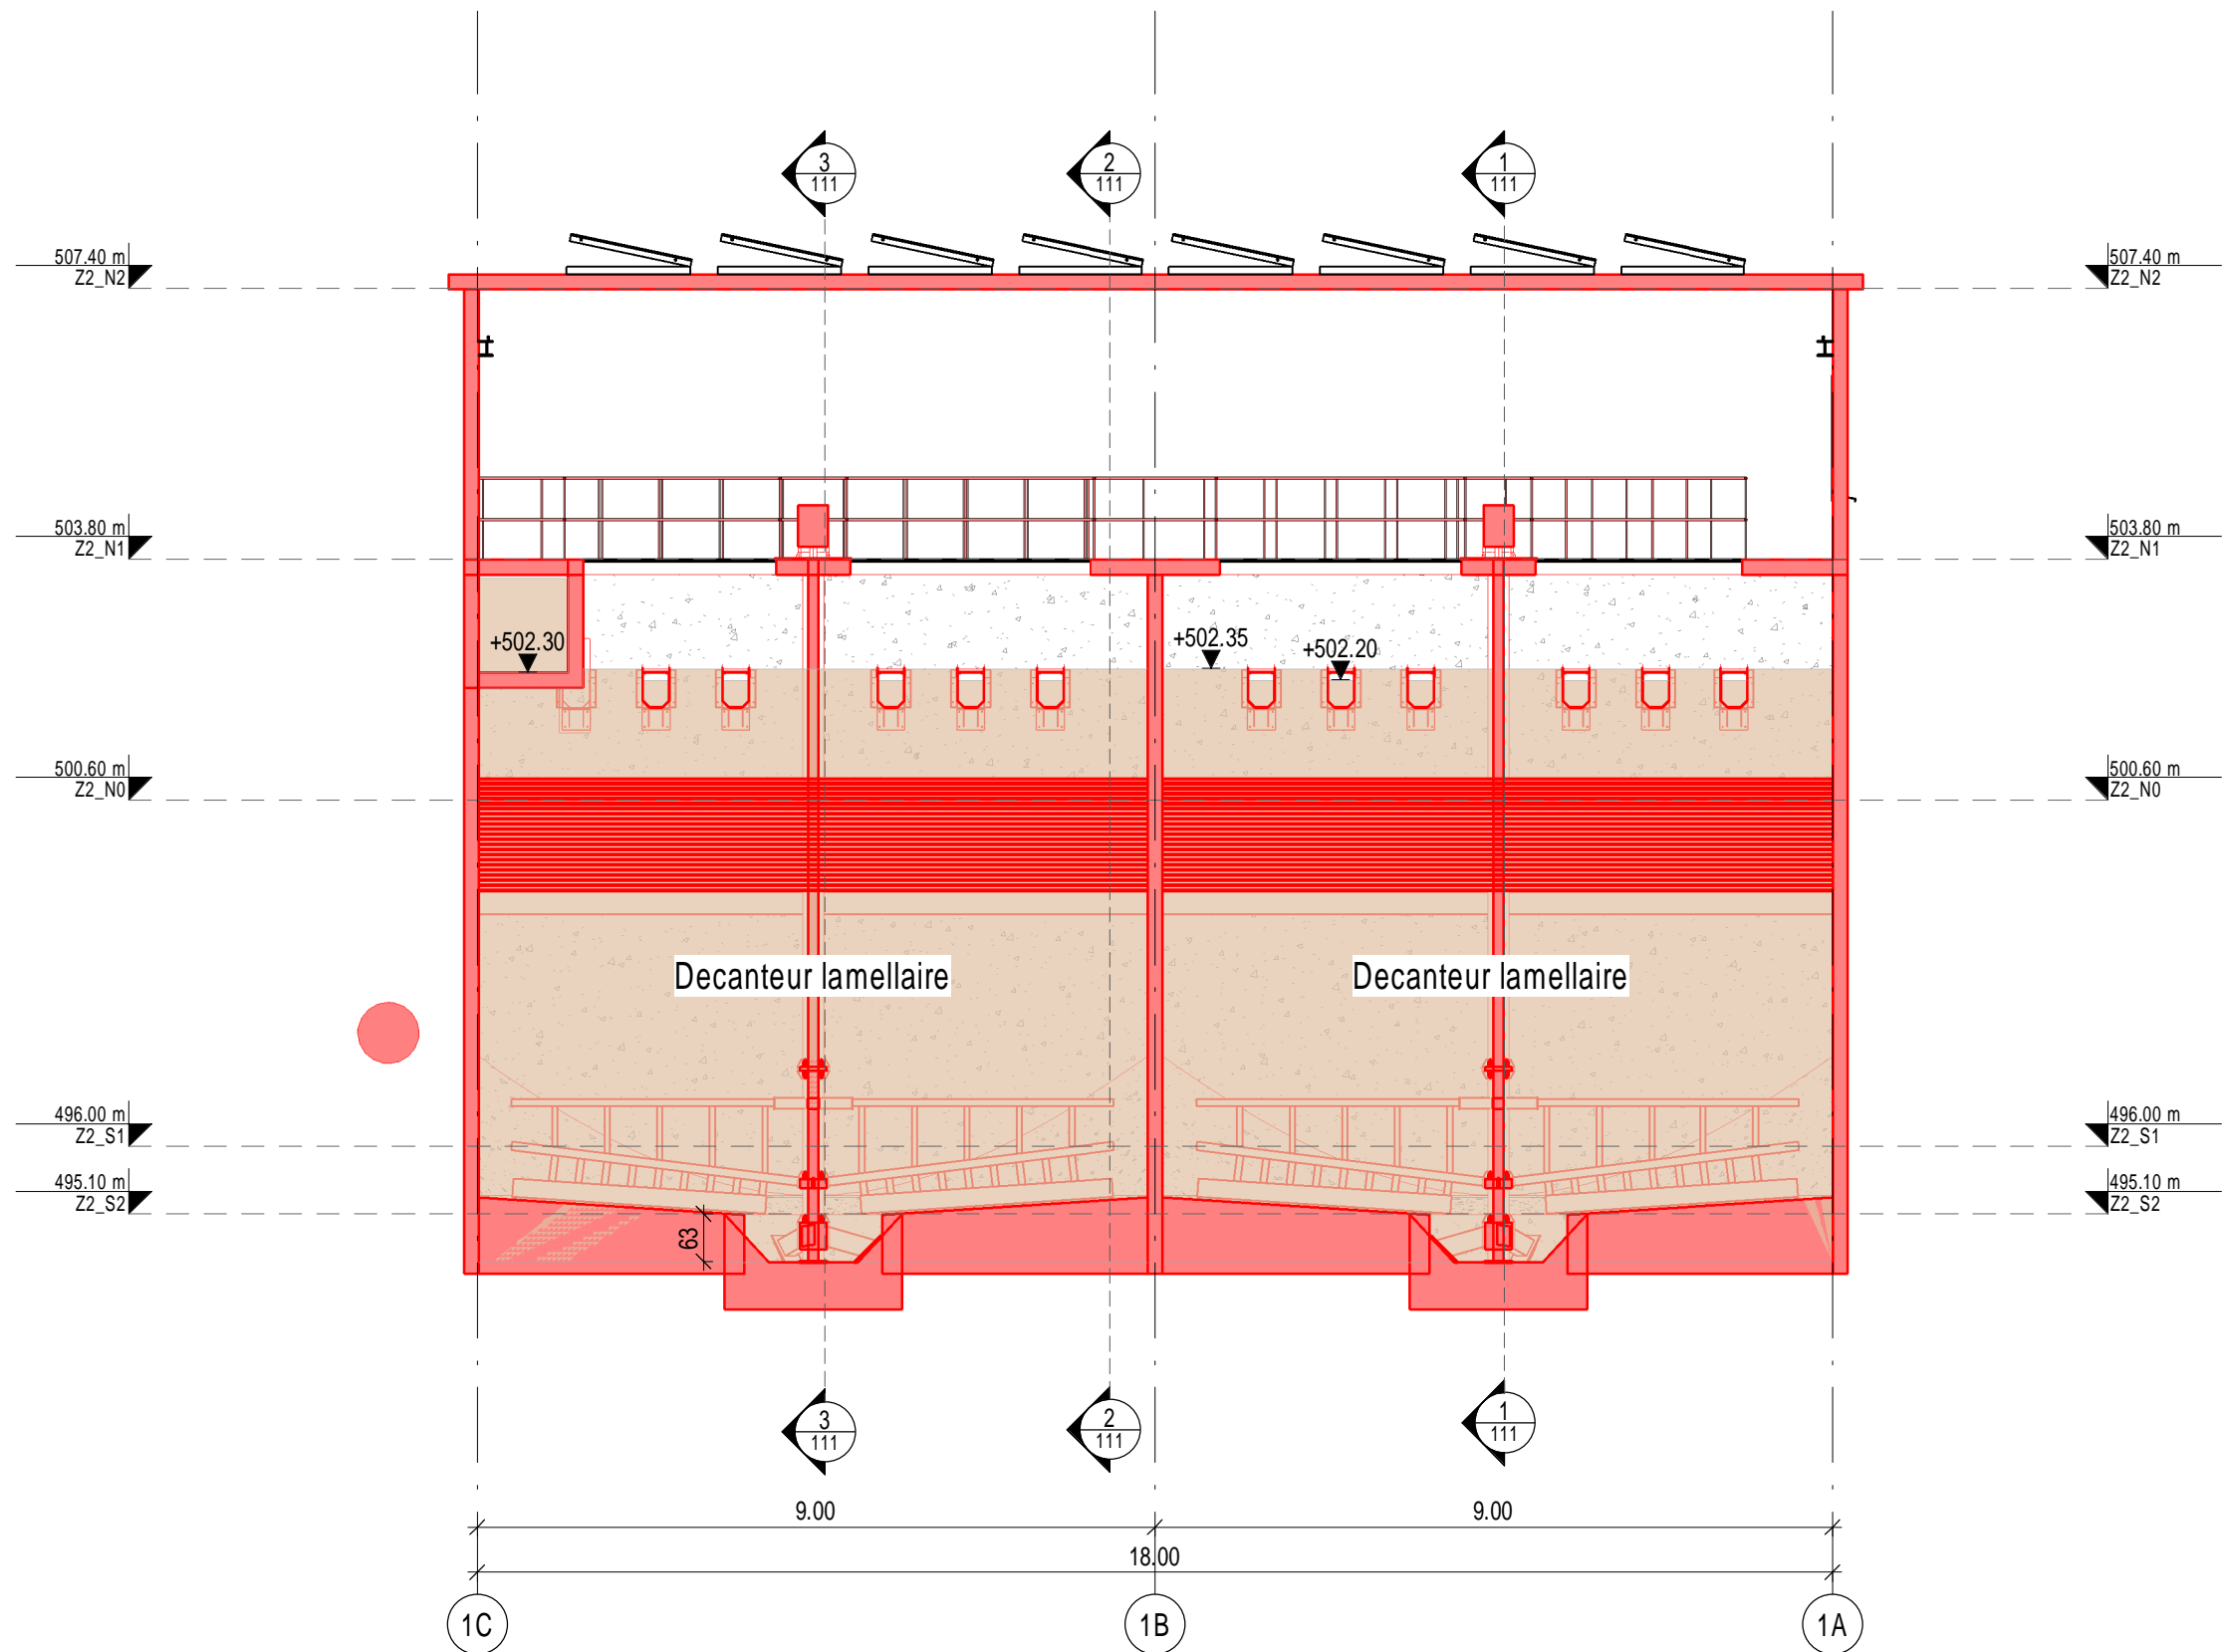 3
111
2
111
1
111
507.40 m
Z2_N2
507.40 m
Z2_N2
503.80 m
Z2_N1
503.80 m
Z2_N1
+502.30
+502.35
+502.20
500.60 m
Z2_N0
500.60 m
Z2_N0
Decanteur lamellaire
Decanteur lamellaire
496.00 m
Z2_S1
496.00 m
Z2_S1
495.10 m
Z2_S2
495.10 m
Z2_S2
63
3
111
2
111
1
111
9.00
9.00
18.00
1C
1B
1A